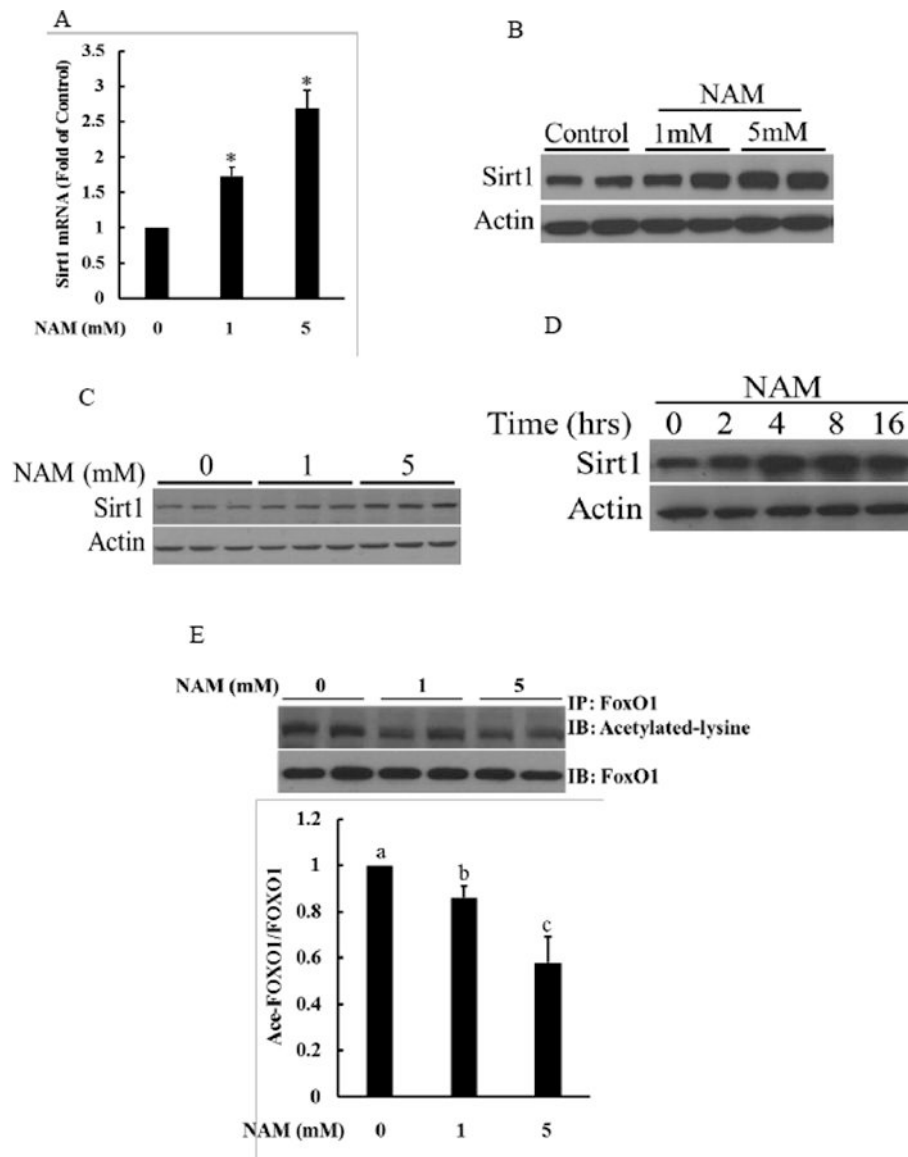 A
3.5
3
2.5
2
1.5
1
0.5
0
Sirt1 mRNA (Fold of Control)
*
*
NAM (mM) 0 1 5
B
NAM
Control 1mM 5mM
Sirt1
Actin
C
NAM (mM) 0 1 5
Sirt1
Actin
D
NAM
Time (hrs) 0 2 4 8 16
Sirt1
Actin
E
NAM (mM) 0 1 5
IP: FoxO1
IB: Acetylated-lysine
IB: FoxO1
1.2
1
0.8
0.6
0.4
0.2
0
Ace-FOXO1/FOXO1
a
b
c
NAM (mM) 0 1 5